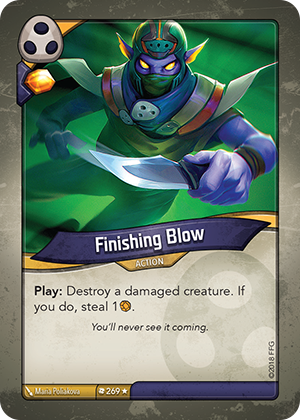 Finishing Blow
ACTION
Play: Destroy a damaged creature. If
you do, steal 1.
You'll never see it coming.
©2018 FFG
Maria Poliakova
269